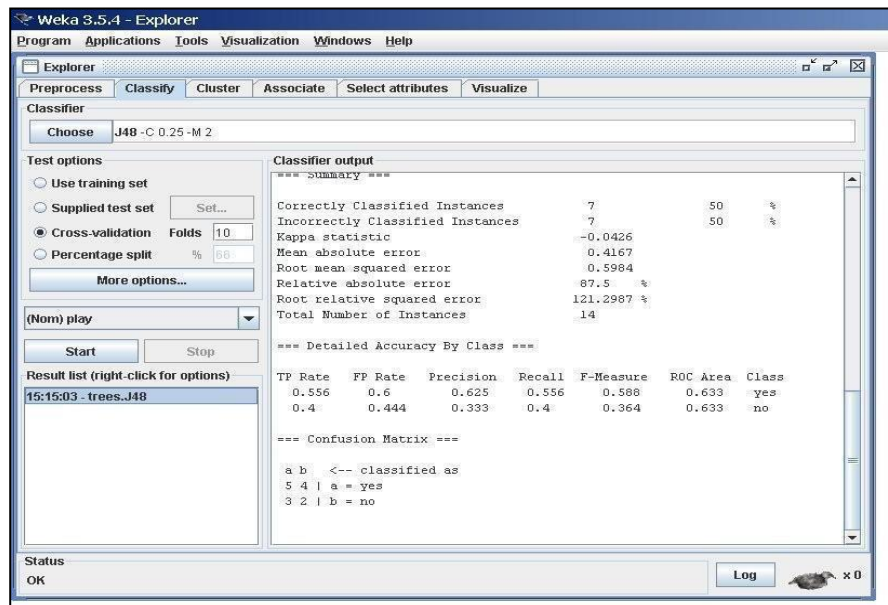 Weka 3.5.4 - Explorer
Program Applications Tools Visualization Windows Help
Explorer
Preprocess Classify Cluster Associate Select attributes Visualize
Classifier
Choose J48 -C 0.25 -M 2
Test options
Use training set
Supplied test set Set...
Cross-validation Folds 10
Percentage split % 66
More options...
(Nom) play
Start Stop
Result list (right-click for options)
15:15:03 - trees.J48
Classifier output
=== Summary ===
Correctly Classified Instances 7 50 %
Incorrectly Classified Instances 7 50 %
Kappa statistic -0.0426
Mean absolute error 0.4167
Root mean squared error 0.5984
Relative absolute error 87.5 %
Root relative squared error 121.2987 %
Total Number of Instances 14
=== Detailed Accuracy By Class ===
TP Rate FP Rate Precision Recall F-Measure ROC Area Class
0.556 0.6 0.625 0.556 0.588 0.633 yes
0.4 0.444 0.333 0.4 0.364 0.633 no
=== Confusion Matrix ===
a b <-- classified as
5 4 | a = yes
3 2 | b = no
Status
OK
Log
x 0